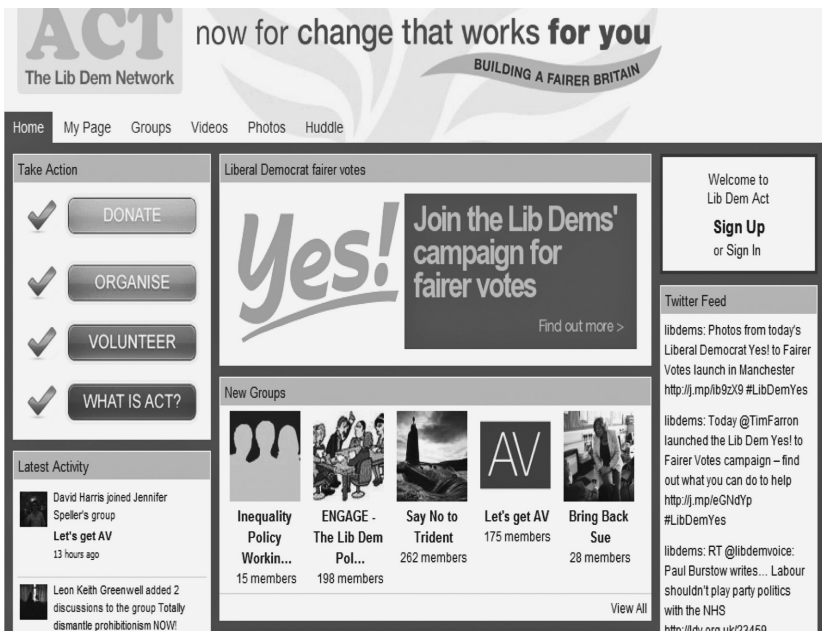 ACT
The Lib Dem Network
now for change that works for you
BUILDING A FAIRER BRITAIN
Home My Page Groups Videos Photos Huddle
Take Action
DONATE
ORGANISE
VOLUNTEER
WHAT IS ACT?
Latest Activity
David Harris joined Jennifer
Speller's group
Let's get AV
13 hours ago
Leon Keith Greenwell added 2
discussions to the group Totally
dismantle prohibitionism NOW!
Liberal Democrat fairer votes
Yes!
Join the Lib Dems'
campaign for
fairer votes
Find out more >
New Groups
Inequality
Policy
Workin...
15 members
ENGAGE -
The Lib Dem
Pol...
198 members
Say No to
Trident
262 members
AV
Let's get AV
175 members
Bring Back
Sue
28 members
View All
Welcome to
Lib Dem Act
Sign Up
or Sign In
Twitter Feed
libdems: Photos from today's
Liberal Democrat Yes! to Fairer
Votes launch in Manchester
http://j.mp/ib9zX9 #LibDemYes
libdems: Today @TimFarron
launched the Lib Dem Yes! to
Fairer Votes campaign – find
out what you can do to help
http://j.mp/eGNdYp
#LibDemYes
libdems: RT @libdemvoice:
Paul Burstow writes… Labour
shouldn't play party politics
with the NHS
http://ldv.org.uk/23459